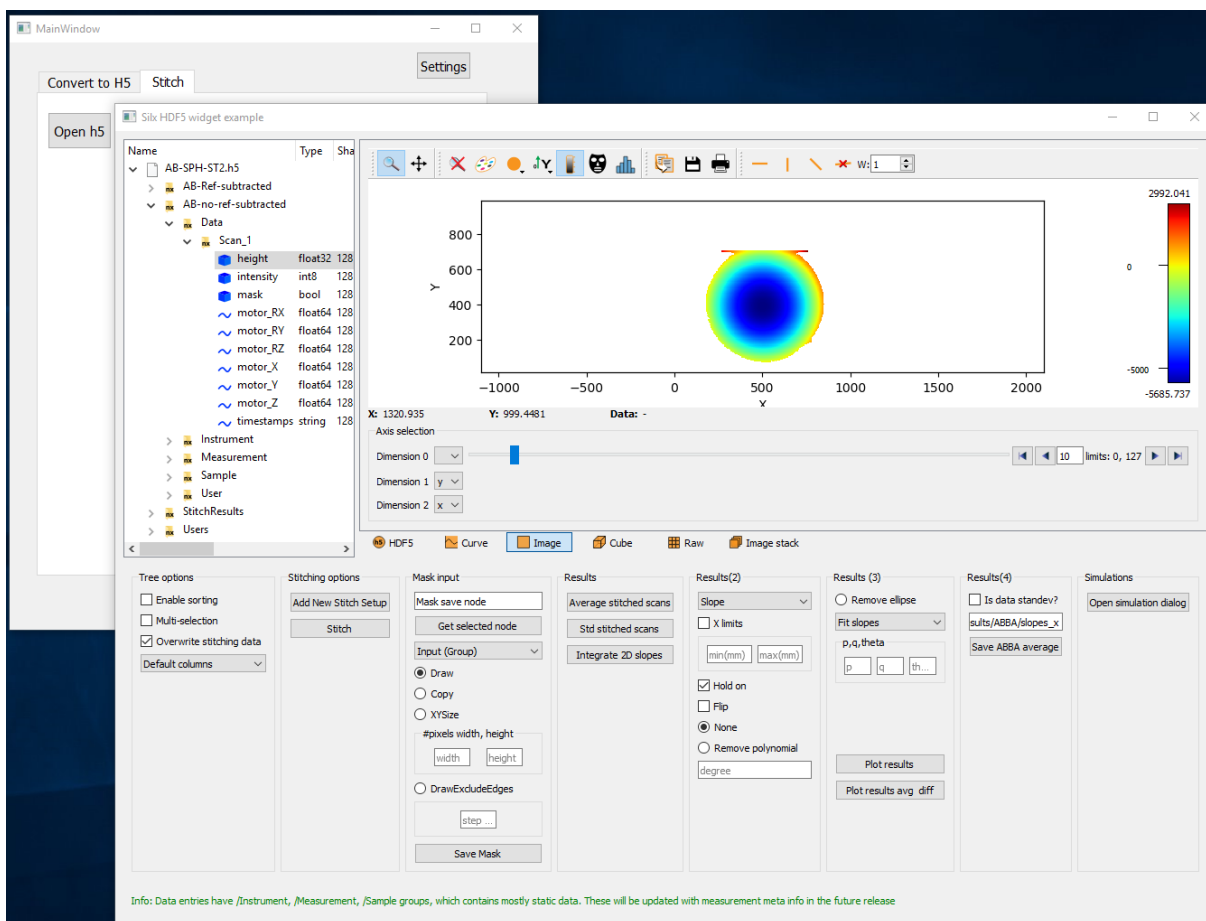 MainWindow
Settings
Convert to H5 Stitch
Open h5
Silx HDF5 widget example
Name Type Sha
AB-SPH-ST2.h5
AB-Ref-subtracted
AB-no-ref-subtracted
Data
Scan_1
height float32 128
intensity int8 128
mask bool 128
motor_RX float64 128
motor_RY float64 128
motor_RZ float64 128
motor_X float64 128
motor_Y float64 128
motor_Z float64 128
timestamps string 128
Instrument
Measurement
Sample
User
StitchResults
Users
W: 1
2992.041
0
-5000
-5685.737
800
600
400
200
Y
-1000 -500 0 500 1000 1500 2000
X
X: 1320.935 Y: 999.4481 Data: -
Axis selection
Dimension 0 10 limits: 0, 127
Dimension 1 y
Dimension 2 x
HDF5 Curve Image Cube Raw Image stack
Tree options
Enable sorting
Multi-selection
Overwrite stitching data
Default columns
Stitching options
Add New Stitch Setup
Stitch
Mask input
Mask save node
Get selected node
Input (Group)
Draw
Copy
XYSize
#pixels width, height
width height
DrawExcludeEdges
step ...
Save Mask
Results
Average stitched scans
Std stitched scans
Integrate 2D slopes
Results(2)
Slope
X limits
min(mm) max(mm)
Hold on
Flip
None
Remove polynomial
degree
Results (3)
Remove ellipse
Fit slopes
p,q,theta
p q th...
Plot results
Plot results avg diff
Results(4)
Is data standev?
sults/ABBA/slopes_x
Save ABBA average
Simulations
Open simulation dialog
Info: Data entries have /Instrument, /Measurement, /Sample groups, which contains mostly static data. These will be updated with measurement meta info in the future release